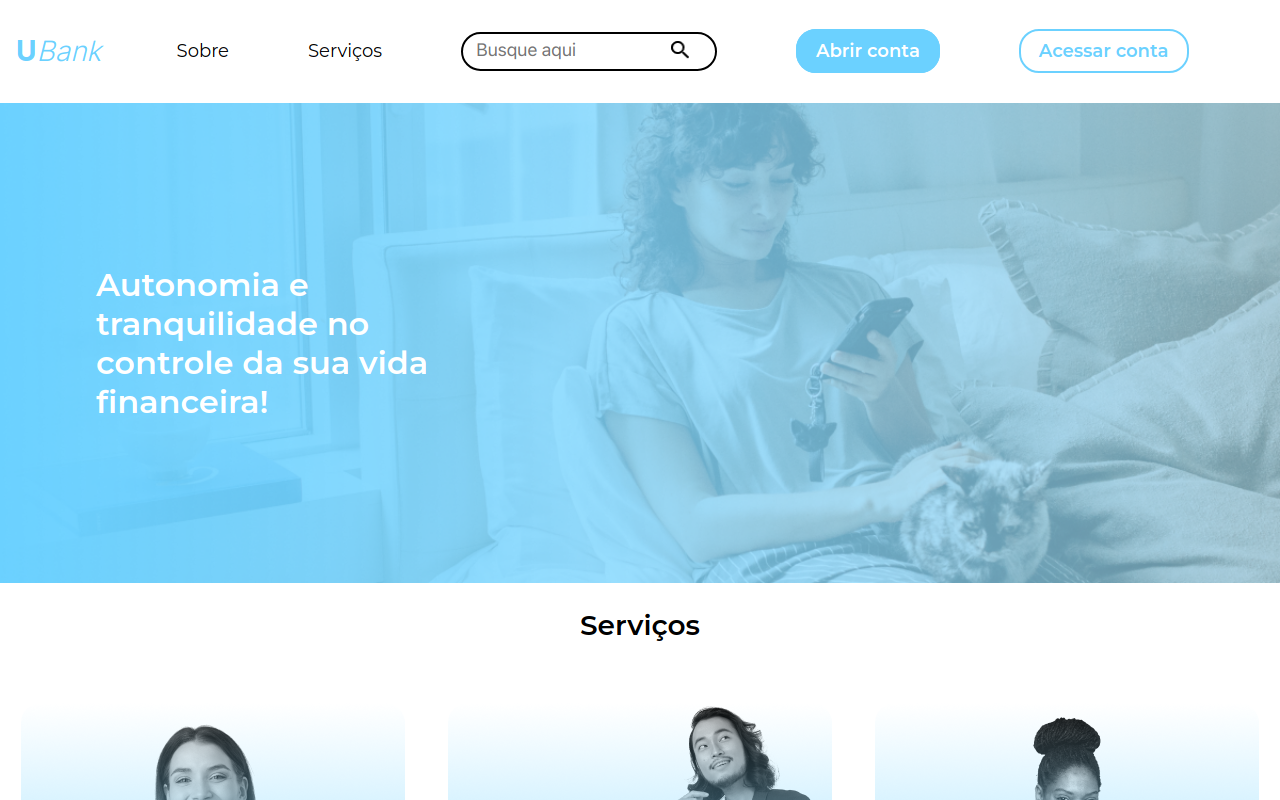 UBank
Sobre
Serviços
Busque aqui
Abrir conta
Acessar conta
Autonomia e
tranquilidade no
controle da sua vida
financeira!
Serviços